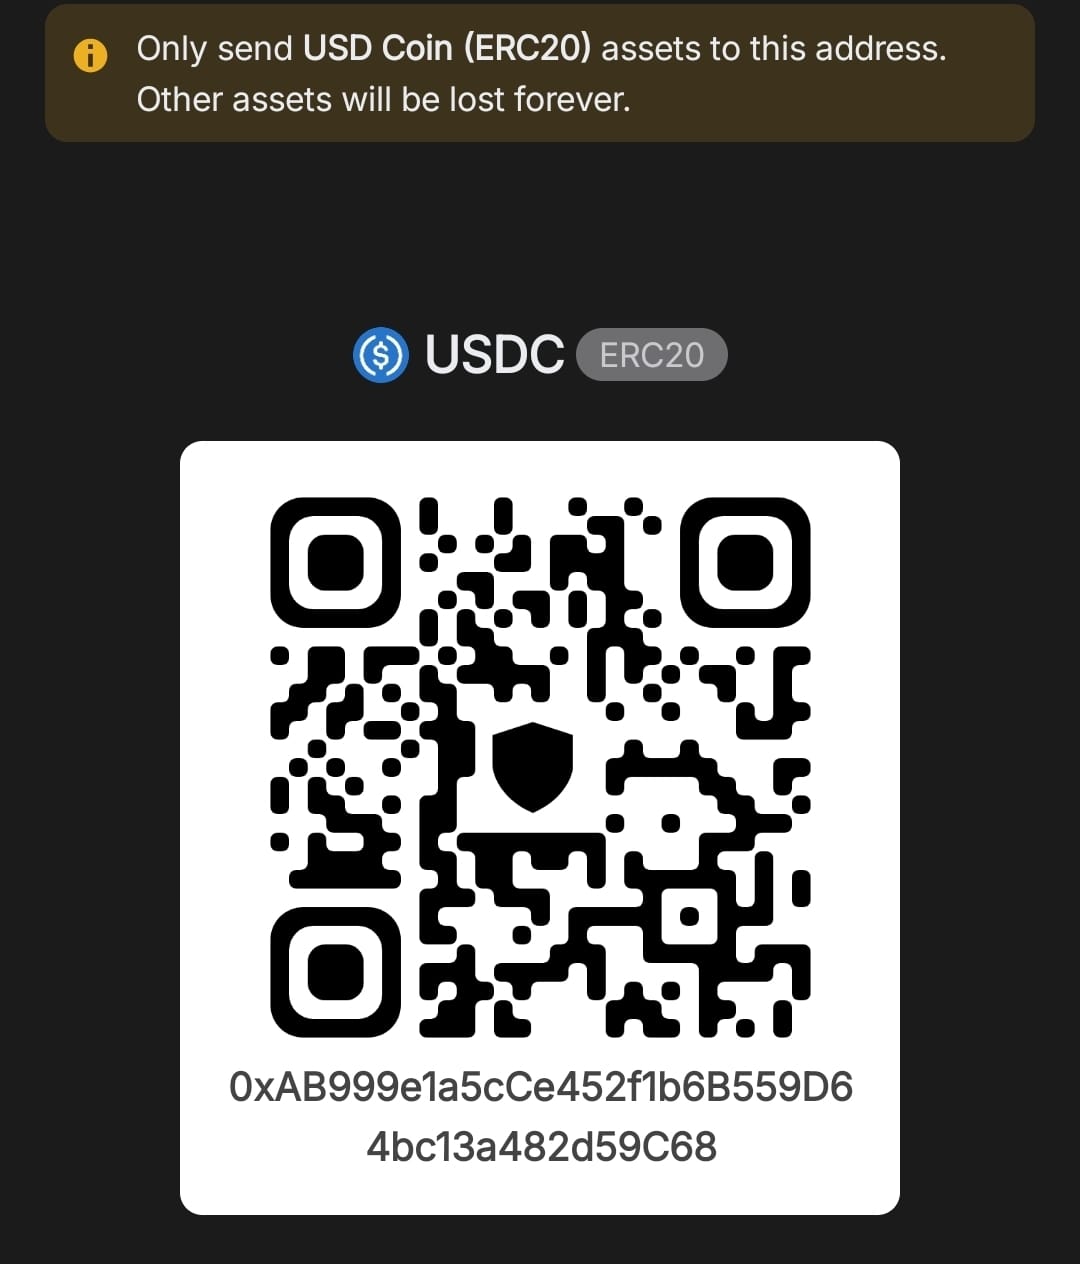 Only send USD Coin (ERC20) assets to this address.
Other assets will be lost forever.
USDC ERC20
0xAB999e1a5cCe452f1b6B559D6
4bc13a482d59C68